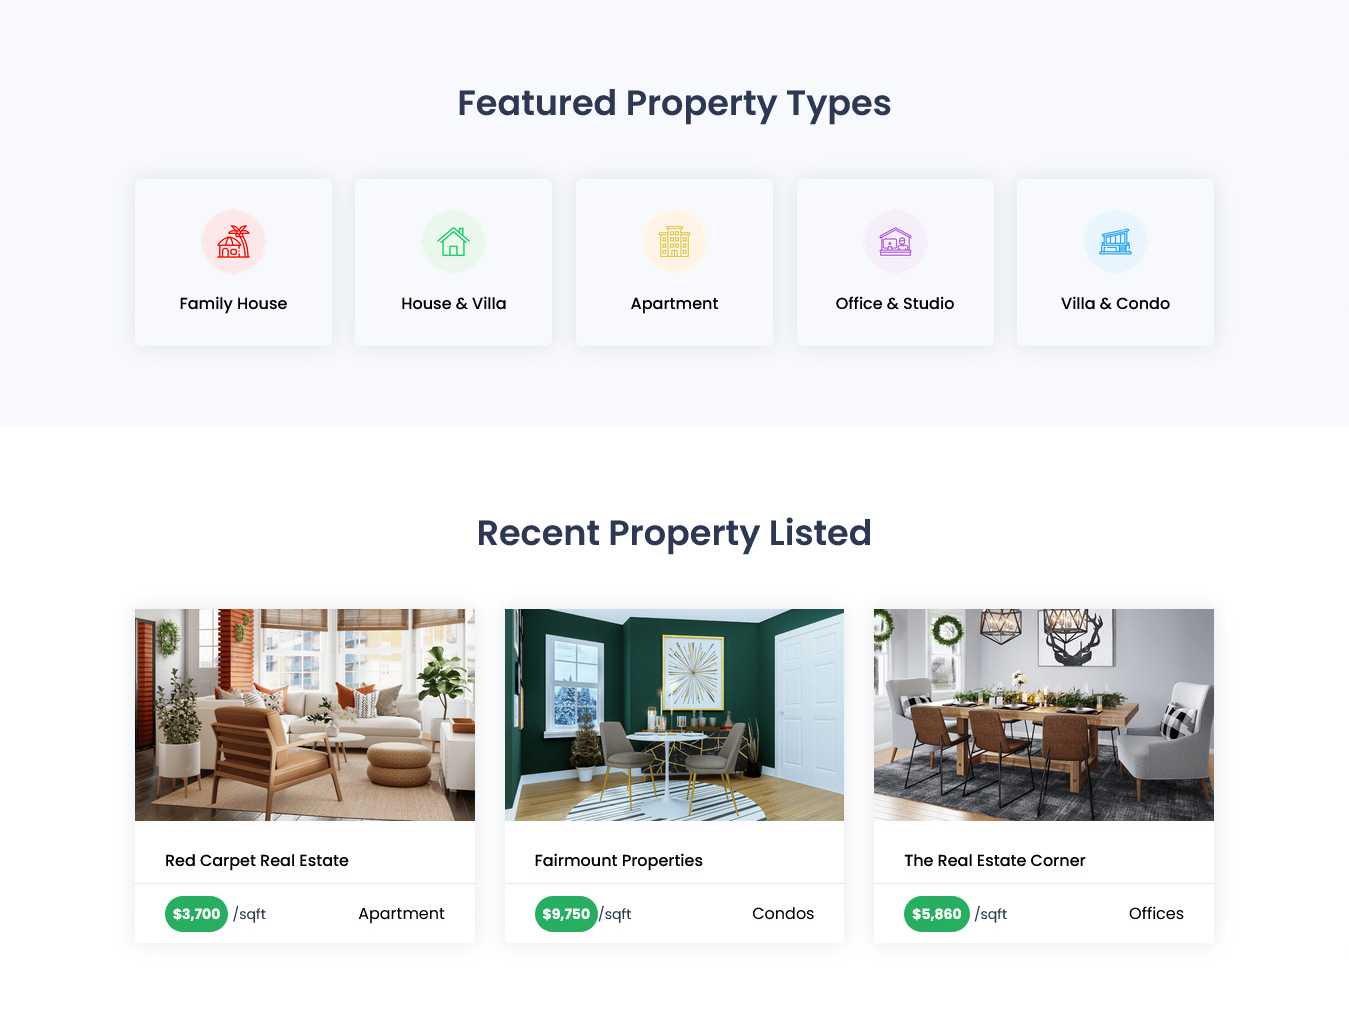 Featured Property Types
Family House
House & Villa
Apartment
Office & Studio
Villa & Condo
Recent Property Listed
Red Carpet Real Estate
$3,700 /sqft Apartment
Fairmount Properties
$9,750/sqft Condos
The Real Estate Corner
$5,860 /sqft Offices